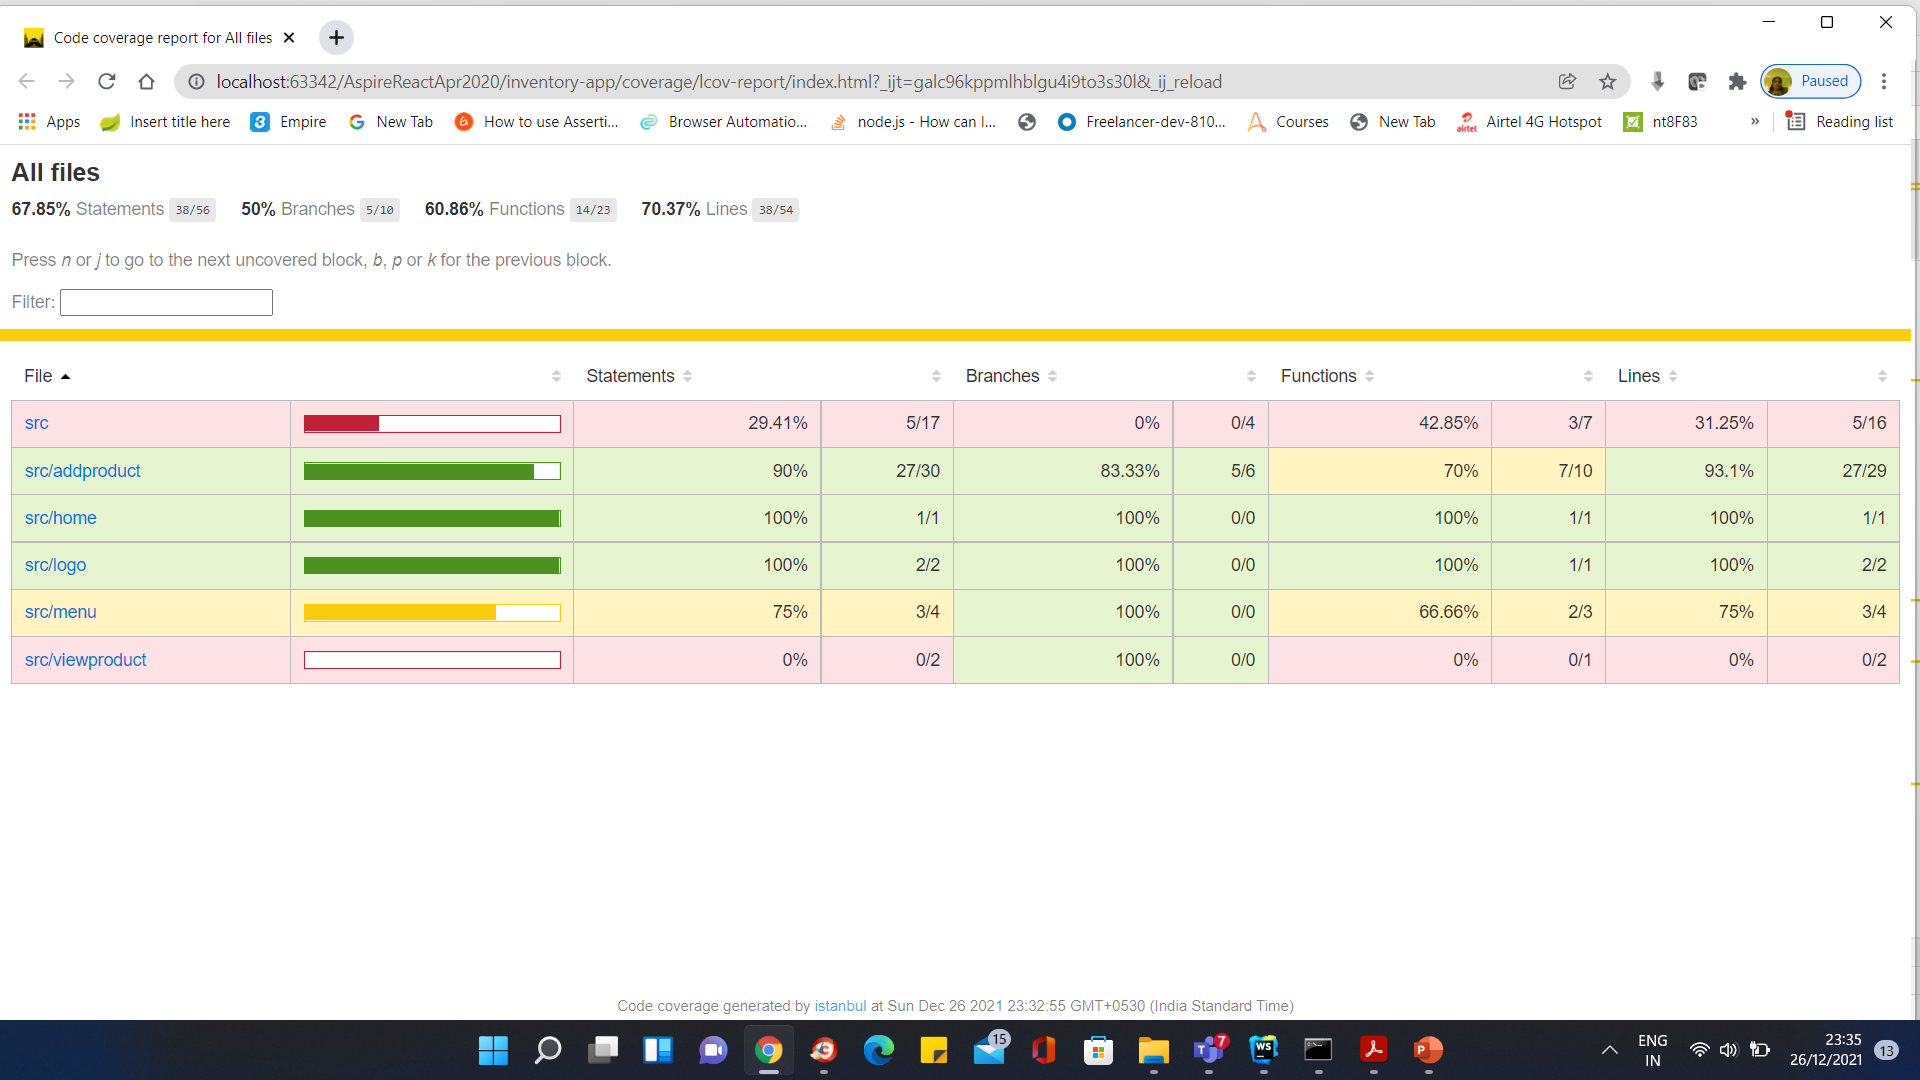 Code coverage report for All files
localhost:63342/AspireReactApr2020/inventory-app/coverage/lcov-report/index.html?_ijt=galc96kppmlhblgu4i9to3s30l&_ij_reload
Paused
Apps
Insert title here
Empire
New Tab
How to use Asserti...
Browser Automatio...
node.js - How can I...
Freelancer-dev-810...
Courses
New Tab
Airtel 4G Hotspot
nt8F83
»
Reading list
All files
67.85% Statements 38/56 50% Branches 5/10 60.86% Functions 14/23 70.37% Lines 38/54
Press n or j to go to the next uncovered block, b, p or k for the previous block.
Filter:
File Statements Branches Functions Lines
src 29.41% 5/17 0% 0/4 42.85% 3/7 31.25% 5/16
src/addproduct 90% 27/30 83.33% 5/6 70% 7/10 93.1% 27/29
src/home 100% 1/1 100% 0/0 100% 1/1 100% 1/1
src/logo 100% 2/2 100% 0/0 100% 1/1 100% 2/2
src/menu 75% 3/4 100% 0/0 66.66% 2/3 75% 3/4
src/viewproduct 0% 0/2 100% 0/0 0% 0/1 0% 0/2
Code coverage generated by istanbul at Sun Dec 26 2021 23:32:55 GMT+0530 (India Standard Time)
15
7
WS
P
ENG
IN
23:35
26/12/2021
13